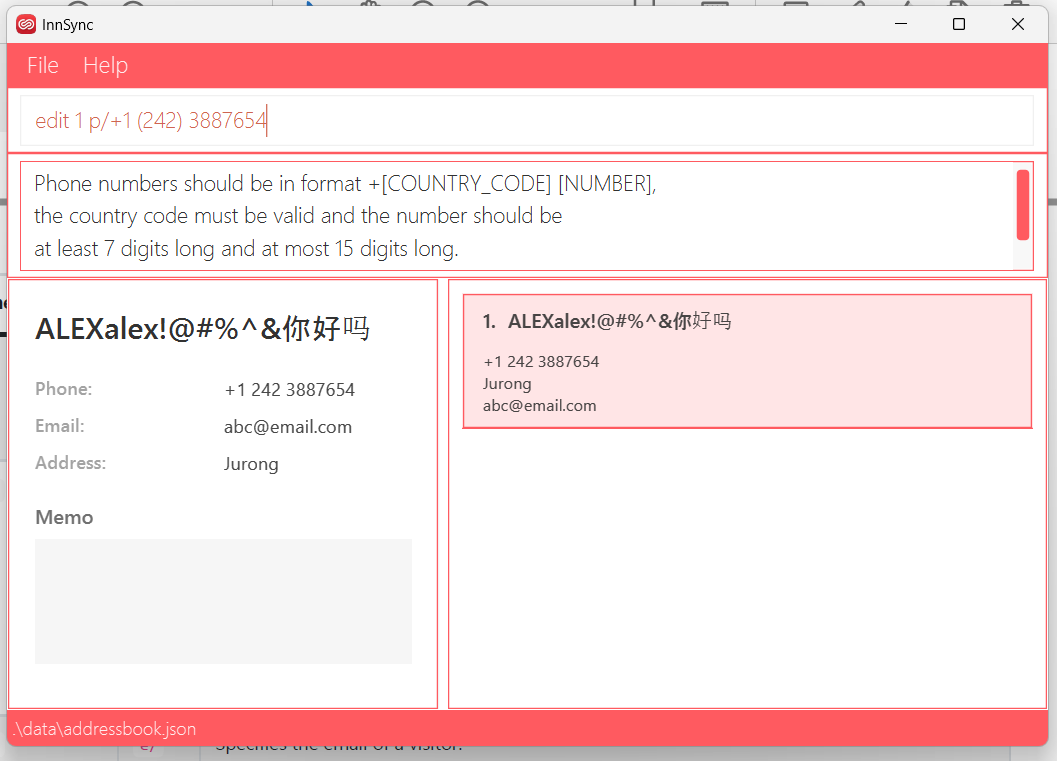 InnSync
File Help
edit 1 p/+1 (242) 3887654
Phone numbers should be in format +[COUNTRY_CODE] [NUMBER],
the country code must be valid and the number should be
at least 7 digits long and at most 15 digits long.
ALEXalex!@#%^&你好吗
Phone: +1 242 3887654
Email: abc@email.com
Address: Jurong
Memo
1. ALEXalex!@#%^&你好吗
+1 242 3887654
Jurong
abc@email.com
.\data\addressbook.json
e/ Specifies the email of a visitor.